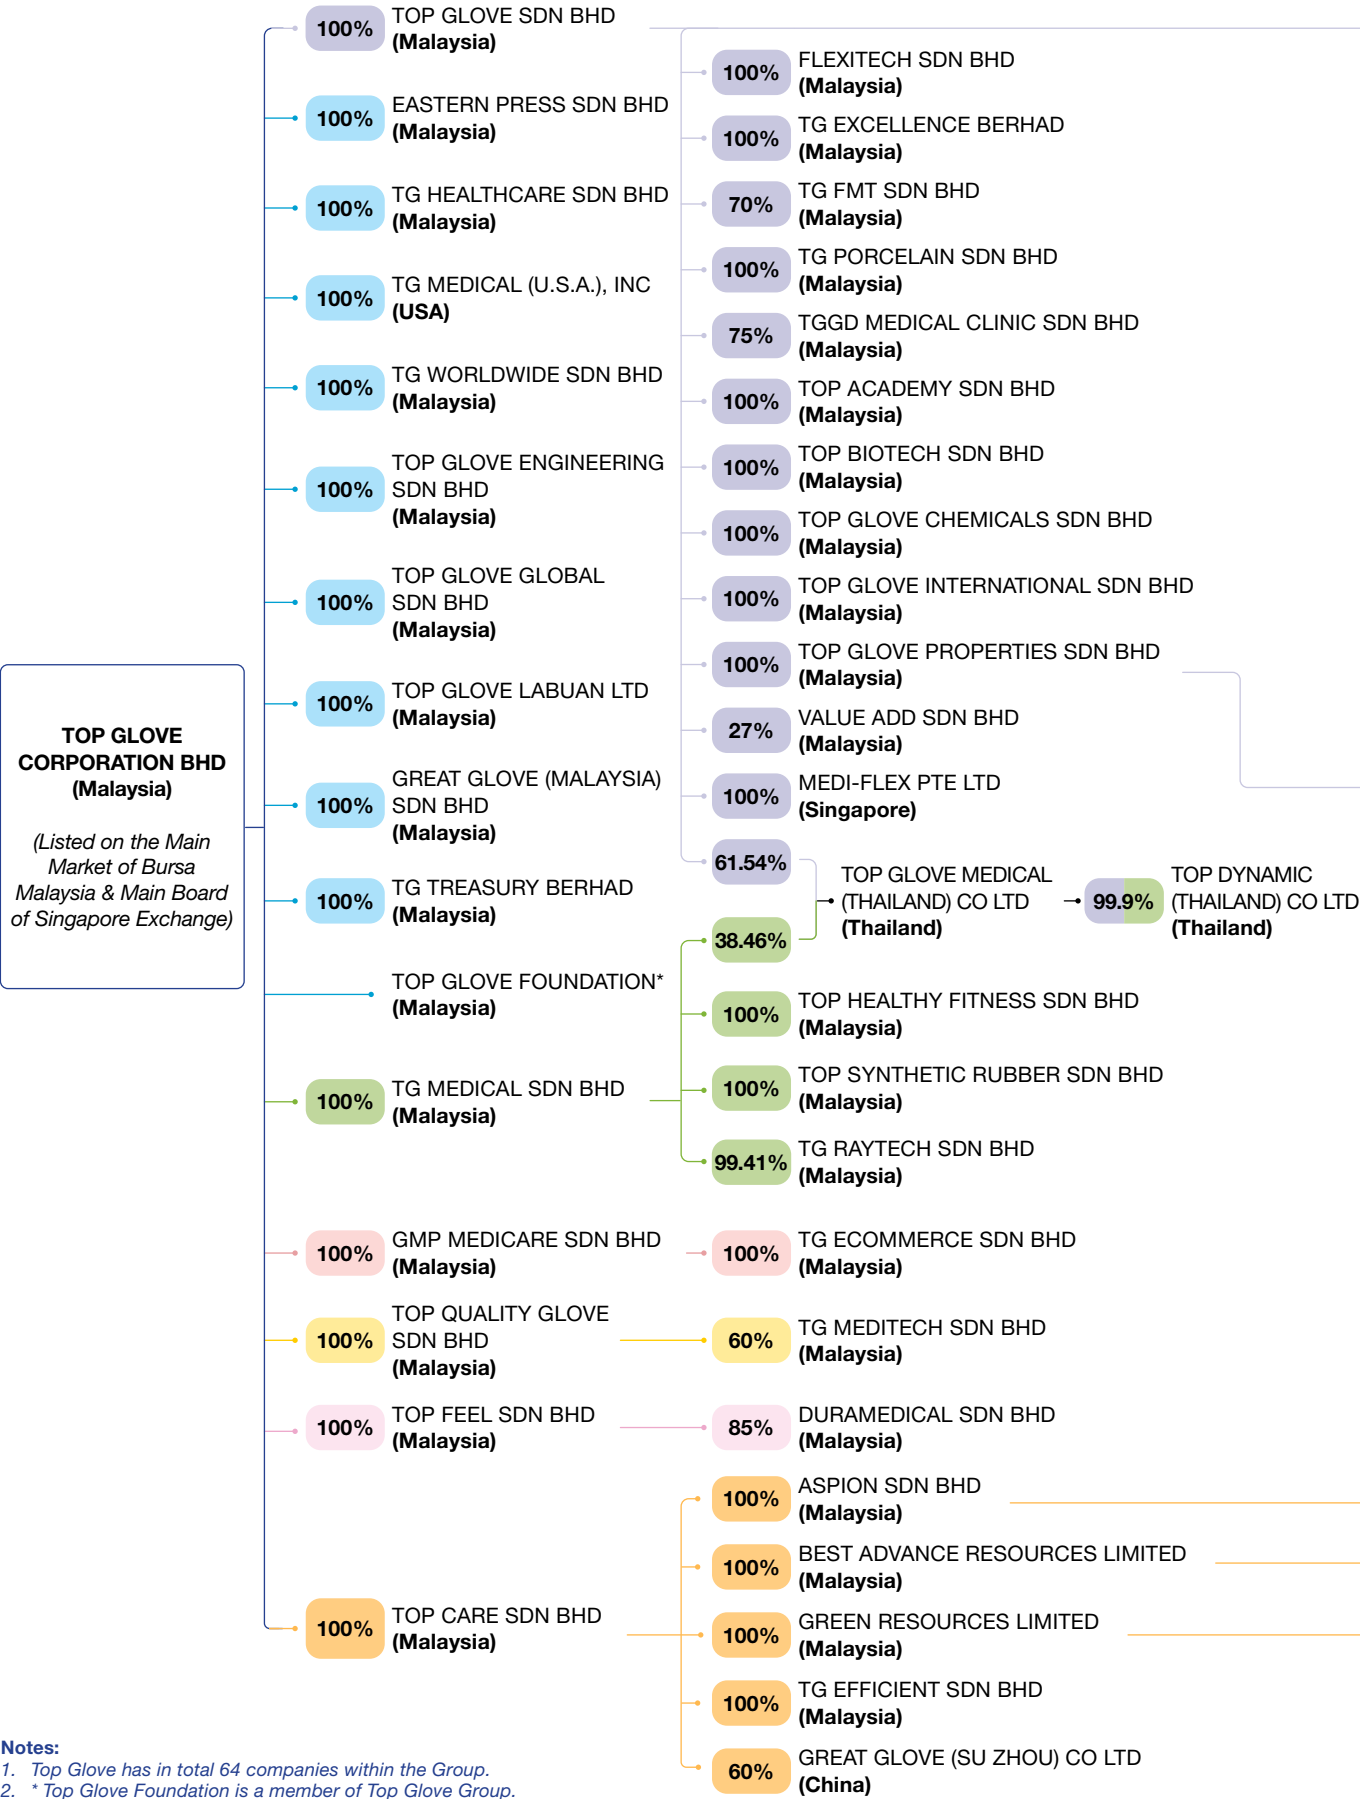 TOP GLOVE
CORPORATION BHD
(Malaysia)
(Listed on the Main
Market of Bursa
Malaysia & Main Board
of Singapore Exchange)
100%
TOP GLOVE SDN BHD
(Malaysia)
100%
EASTERN PRESS SDN BHD
(Malaysia)
100%
TG HEALTHCARE SDN BHD
(Malaysia)
100%
TG MEDICAL (U.S.A.), INC
(USA)
100%
TG WORLDWIDE SDN BHD
(Malaysia)
100%
TOP GLOVE ENGINEERING
SDN BHD
(Malaysia)
100%
TOP GLOVE GLOBAL
SDN BHD
(Malaysia)
100%
TOP GLOVE LABUAN LTD
(Malaysia)
100%
GREAT GLOVE (MALAYSIA)
SDN BHD
(Malaysia)
100%
TG TREASURY BERHAD
(Malaysia)
TOP GLOVE FOUNDATION*
(Malaysia)
100%
TG MEDICAL SDN BHD
(Malaysia)
100%
GMP MEDICARE SDN BHD
(Malaysia)
100%
TOP QUALITY GLOVE
SDN BHD
(Malaysia)
100%
TOP FEEL SDN BHD
(Malaysia)
100%
TOP CARE SDN BHD
(Malaysia)
100%
FLEXITECH SDN BHD
(Malaysia)
100%
TG EXCELLENCE BERHAD
(Malaysia)
70%
TG FMT SDN BHD
(Malaysia)
100%
TG PORCELAIN SDN BHD
(Malaysia)
75%
TGGD MEDICAL CLINIC SDN BHD
(Malaysia)
100%
TOP ACADEMY SDN BHD
(Malaysia)
100%
TOP BIOTECH SDN BHD
(Malaysia)
100%
TOP GLOVE CHEMICALS SDN BHD
(Malaysia)
100%
TOP GLOVE INTERNATIONAL SDN BHD
(Malaysia)
100%
TOP GLOVE PROPERTIES SDN BHD
(Malaysia)
27%
VALUE ADD SDN BHD
(Malaysia)
100%
MEDI-FLEX PTE LTD
(Singapore)
61.54%
38.46%
TOP GLOVE MEDICAL
(THAILAND) CO LTD
(Thailand)
99.9%
TOP DYNAMIC
(THAILAND) CO LTD
(Thailand)
100%
TOP HEALTHY FITNESS SDN BHD
(Malaysia)
100%
TOP SYNTHETIC RUBBER SDN BHD
(Malaysia)
99.41%
TG RAYTECH SDN BHD
(Malaysia)
100%
TG ECOMMERCE SDN BHD
(Malaysia)
60%
TG MEDITECH SDN BHD
(Malaysia)
85%
DURAMEDICAL SDN BHD
(Malaysia)
100%
ASPION SDN BHD
(Malaysia)
100%
BEST ADVANCE RESOURCES LIMITED
(Malaysia)
100%
GREEN RESOURCES LIMITED
(Malaysia)
100%
TG EFFICIENT SDN BHD
(Malaysia)
60%
GREAT GLOVE (SU ZHOU) CO LTD
(China)
Notes:
1. Top Glove has in total 64 companies within the Group.
2. * Top Glove Foundation is a member of Top Glove Group.